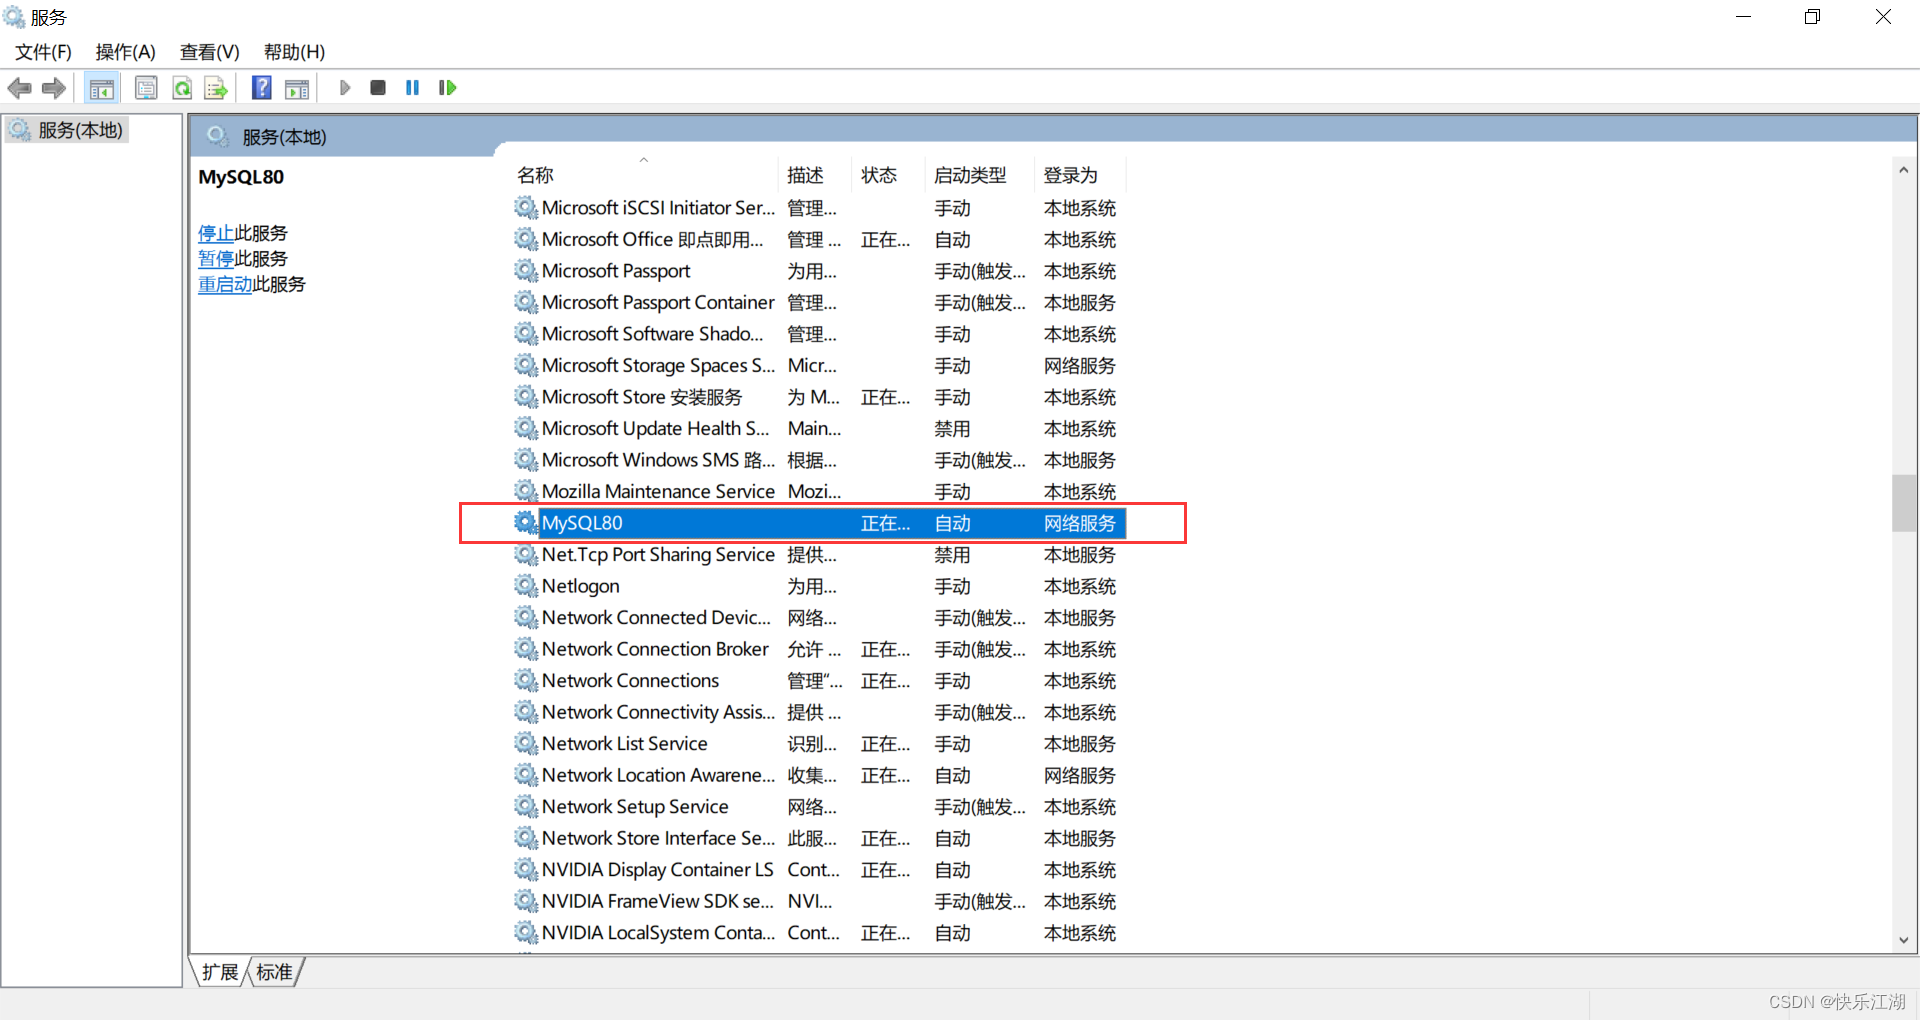 服务
文件(F) 操作(A) 查看(V) 帮助(H)
服务(本地)
服务(本地)
MySQL80
停止此服务
暂停此服务
重启动此服务
名称 描述 状态 启动类型 登录为
Microsoft iSCSI Initiator Ser... 管理... 手动 本地系统
Microsoft Office 即点即用... 管理 ... 正在... 自动 本地系统
Microsoft Passport 为用... 手动(触发... 本地系统
Microsoft Passport Container 管理... 手动(触发... 本地服务
Microsoft Software Shado... 管理... 手动 本地系统
Microsoft Storage Spaces S... Micr... 手动 网络服务
Microsoft Store 安装服务 为 M... 正在... 手动 本地系统
Microsoft Update Health S... Main... 禁用 本地系统
Microsoft Windows SMS 路... 根据... 手动(触发... 本地服务
Mozilla Maintenance Service Mozi... 手动 本地系统
MySQL80 正在... 自动 网络服务
Net.Tcp Port Sharing Service 提供... 禁用 本地服务
Netlogon 为用... 手动 本地系统
Network Connected Devic... 网络... 手动(触发... 本地服务
Network Connection Broker 允许 ... 正在... 手动(触发... 本地系统
Network Connections 管理“... 正在... 手动 本地系统
Network Connectivity Assis... 提供 ... 手动(触发... 本地系统
Network List Service 识别... 正在... 手动 本地服务
Network Location Awarene... 收集... 正在... 自动 网络服务
Network Setup Service 网络... 手动(触发... 本地系统
Network Store Interface Se... 此服... 正在... 自动 本地服务
NVIDIA Display Container LS Cont... 正在... 自动 本地系统
NVIDIA FrameView SDK se... NVI... 手动(触发... 本地系统
NVIDIA LocalSystem Conta... Cont... 正在... 自动 本地系统
扩展 标准
CSDN @快乐江湖